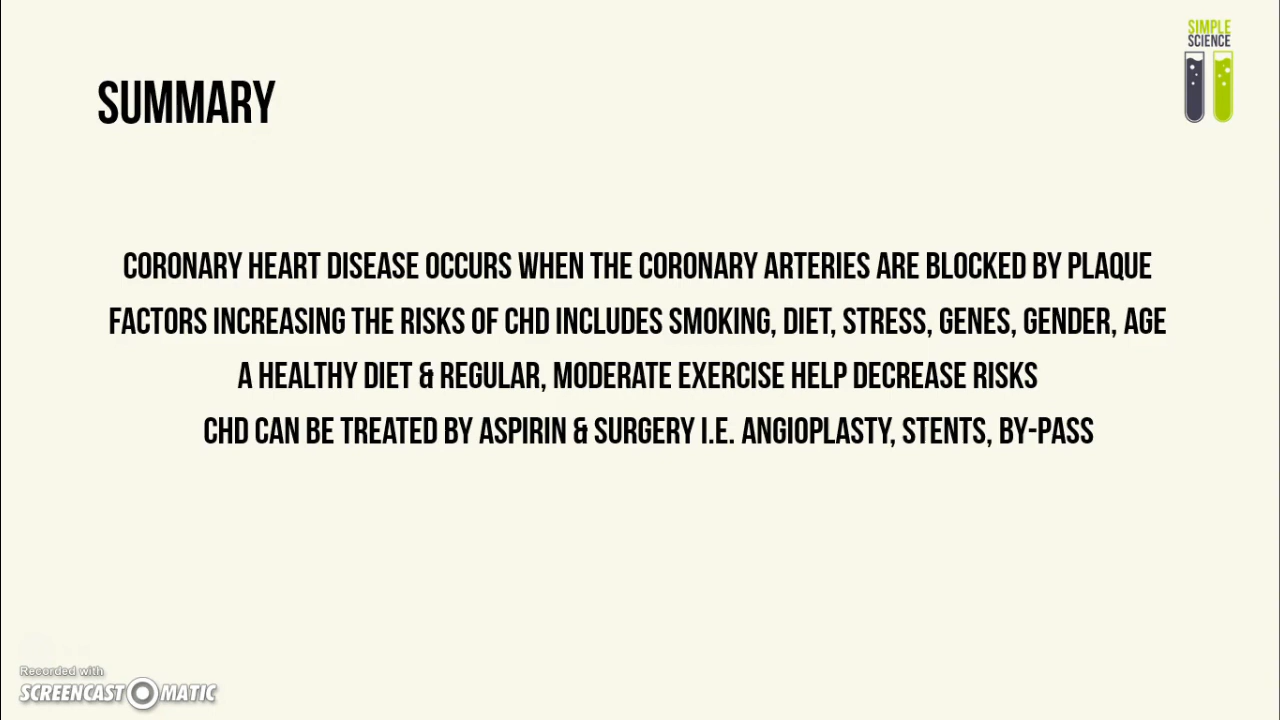 SIMPLE
SCIENCE
SUMMARY
CORONARY HEART DISEASE OCCURS WHEN THE CORONARY ARTERIES ARE BLOCKED BY PLAQUE
FACTORS INCREASING THE RISKS OF CHD INCLUDES SMOKING, DIET, STRESS, GENES, GENDER, AGE
A HEALTHY DIET & REGULAR, MODERATE EXERCISE HELP DECREASE RISKS
CHD CAN BE TREATED BY ASPIRIN & SURGERY I.E. ANGIOPLASTY, STENTS, BY-PASS
Recorded with
SCREENCAST MATIC